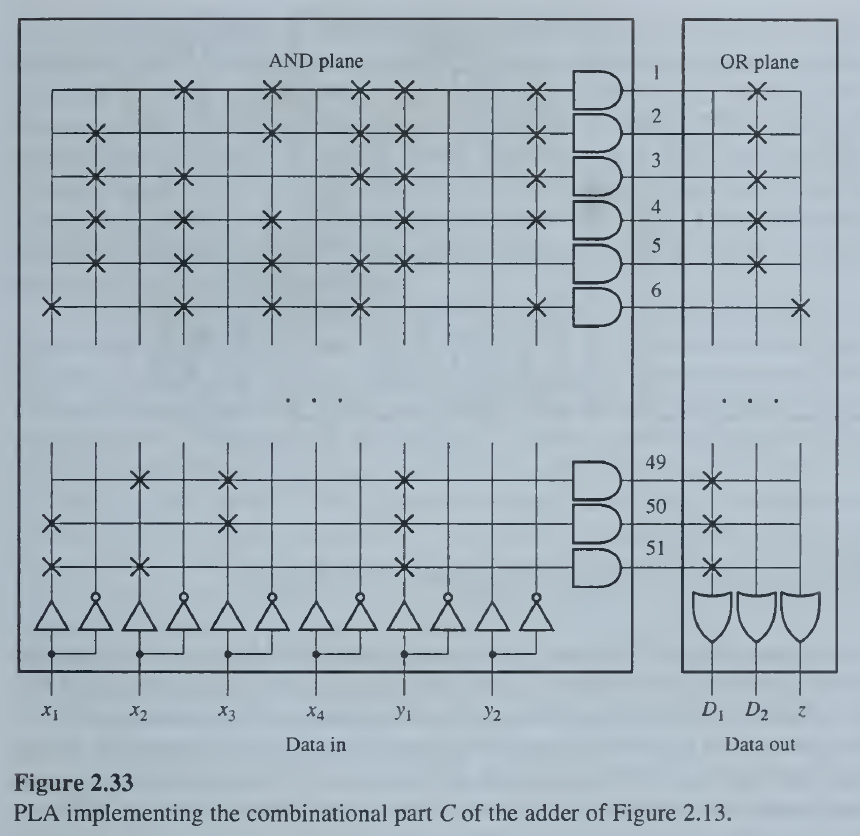 AND plane
OR plane
1
2
3
4
5
6
. . .
. . .
49
50
51
x₁ x₂ x₃ x₄ y₁ y₂
D₁ D₂ z
Data in
Data out
Figure 2.33
PLA implementing the combinational part C of the adder of Figure 2.13.